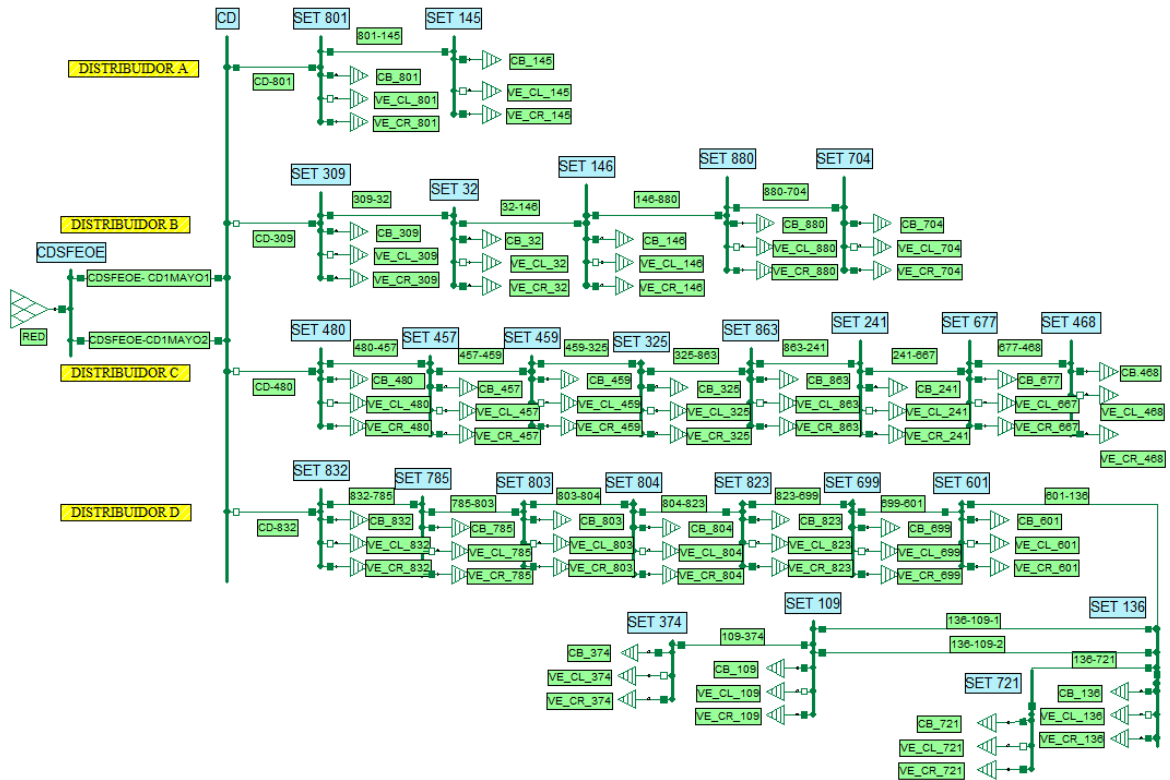 CD
SET 801
SET 145
801-145
DISTRIBUIDOR A
CD-801
CB_801
VE_CL_801
VE_CR_801
CB_145
VE_CL_145
VE_CR_145
SET 309
SET 32
SET 146
SET 880
SET 704
309-32
32-146
146-880
880-704
DISTRIBUIDOR B
CD-309
CB_309
VE_CL_309
VE_CR_309
CB_32
VE_CL_32
VE_CR_32
CB_146
VE_CL_146
VE_CR_146
CB_880
VE_CL_880
VE_CR_880
CB_704
VE_CL_704
VE_CR_704
CDSFEOE
CDSFEOE- CD1MAYO1
RED
CDSFEOE-CD1MAYO2
DISTRIBUIDOR C
CD-480
SET 480
SET 457
SET 459
SET 325
SET 863
SET 241
SET 677
SET 468
480-457
457-459
459-325
325-863
863-241
241-667
677-468
CB_480
VE_CL_480
VE_CR_480
CB_457
VE_CL_457
VE_CR_457
CB_459
VE_CL_459
VE_CR_459
CB_325
VE_CL_325
VE_CR_325
CB_863
VE_CL_863
VE_CR_863
CB_241
VE_CL_241
VE_CR_241
CB_677
VE_CL_667
VE_CR_667
CB.468
VE_CL_468
VE_CR_468
DISTRIBUIDOR D
CD-832
SET 832
SET 785
SET 803
SET 804
SET 823
SET 699
SET 601
832-785
785-803
803-804
804-823
823-699
699-601
601-136
CB_832
VE_CL_832
VE_CR_832
CB_785
VE_CL_785
VE_CR_785
CB_803
VE_CL_803
VE_CR_803
CB_804
VE_CL_804
VE_CR_804
CB_823
VE_CL_823
VE_CR_823
CB_699
VE_CL_699
VE_CR_699
CB_601
VE_CL_601
VE_CR_601
SET 374
SET 109
SET 136
109-374
136-109-1
136-109-2
136-721
SET 721
CB_374
VE_CL_374
VE_CR_374
CB_109
VE_CL_109
VE_CR_109
CB_136
VE_CL_136
VE_CR_136
CB_721
VE_CL_721
VE_CR_721